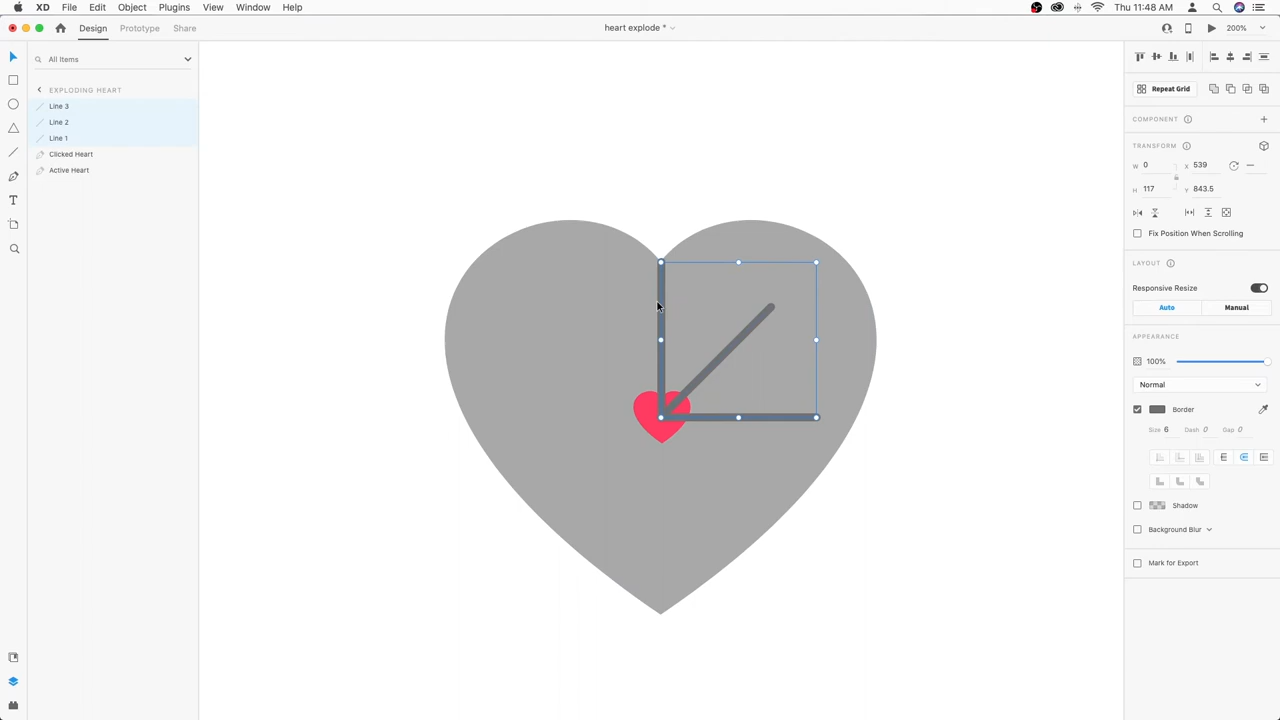 XD File Edit Object Plugins View Window Help Thu 11:48 AM
Design Prototype Share heart explode * 200%
All Items
EXPLODING HEART
Line 3
Line 2
Line 1
Clicked Heart
Active Heart
T
Repeat Grid
COMPONENT
TRANSFORM
W 0 X 539
H 117 Y 843.5
Fix Position When Scrolling
LAYOUT
Responsive Resize
Auto Manual
APPEARANCE
100%
Normal
Border
Size 6 Dash 0 Gap 0
Shadow
Background Blur
Mark for Export